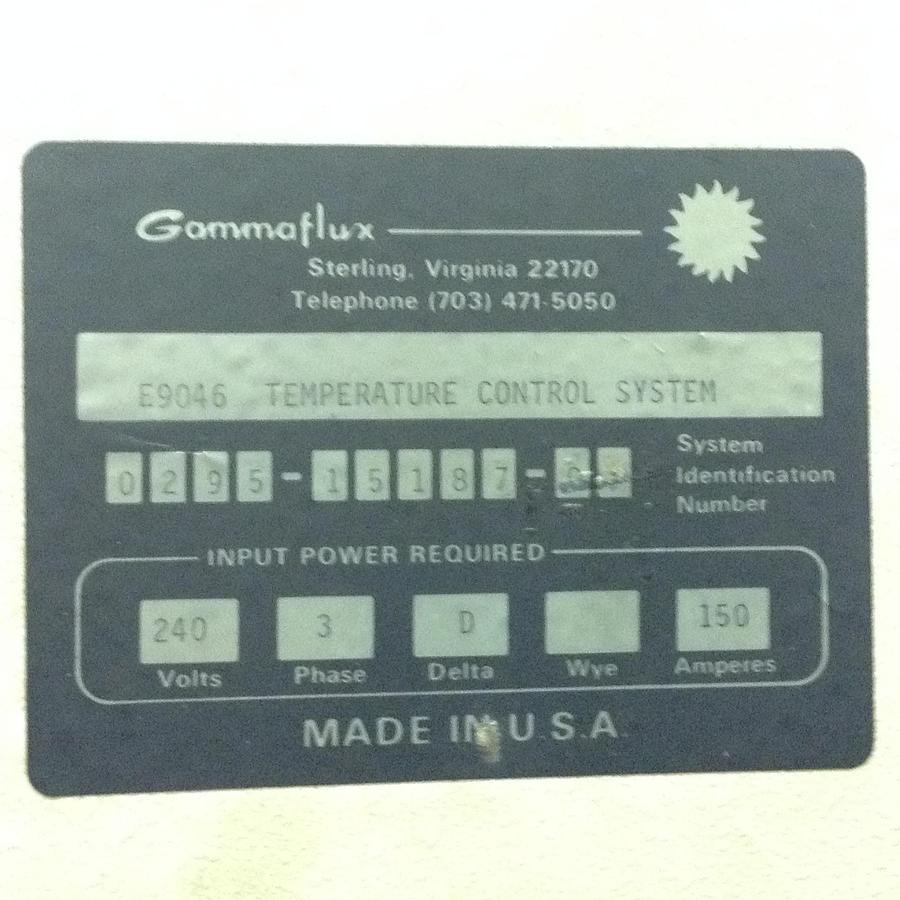 Gammaflux
Sterling, Virginia 22170
Telephone (703) 471-5050
E9046 TEMPERATURE CONTROL SYSTEM
0295-15187-
System
Identification
Number
INPUT POWER REQUIRED
240 3 D 150
Volts Phase Delta Wye Amperes
MADE IN U.S.A.